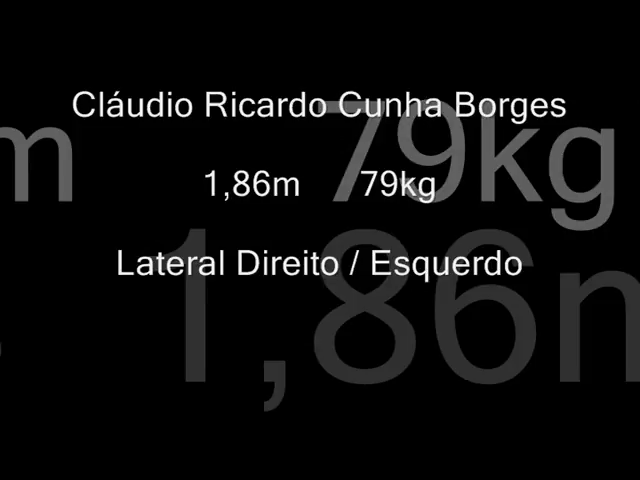 Cláudio Ricardo Cunha Borges
1,86m 79kg
Lateral Direito / Esquerdo
m 79kg
1,86m